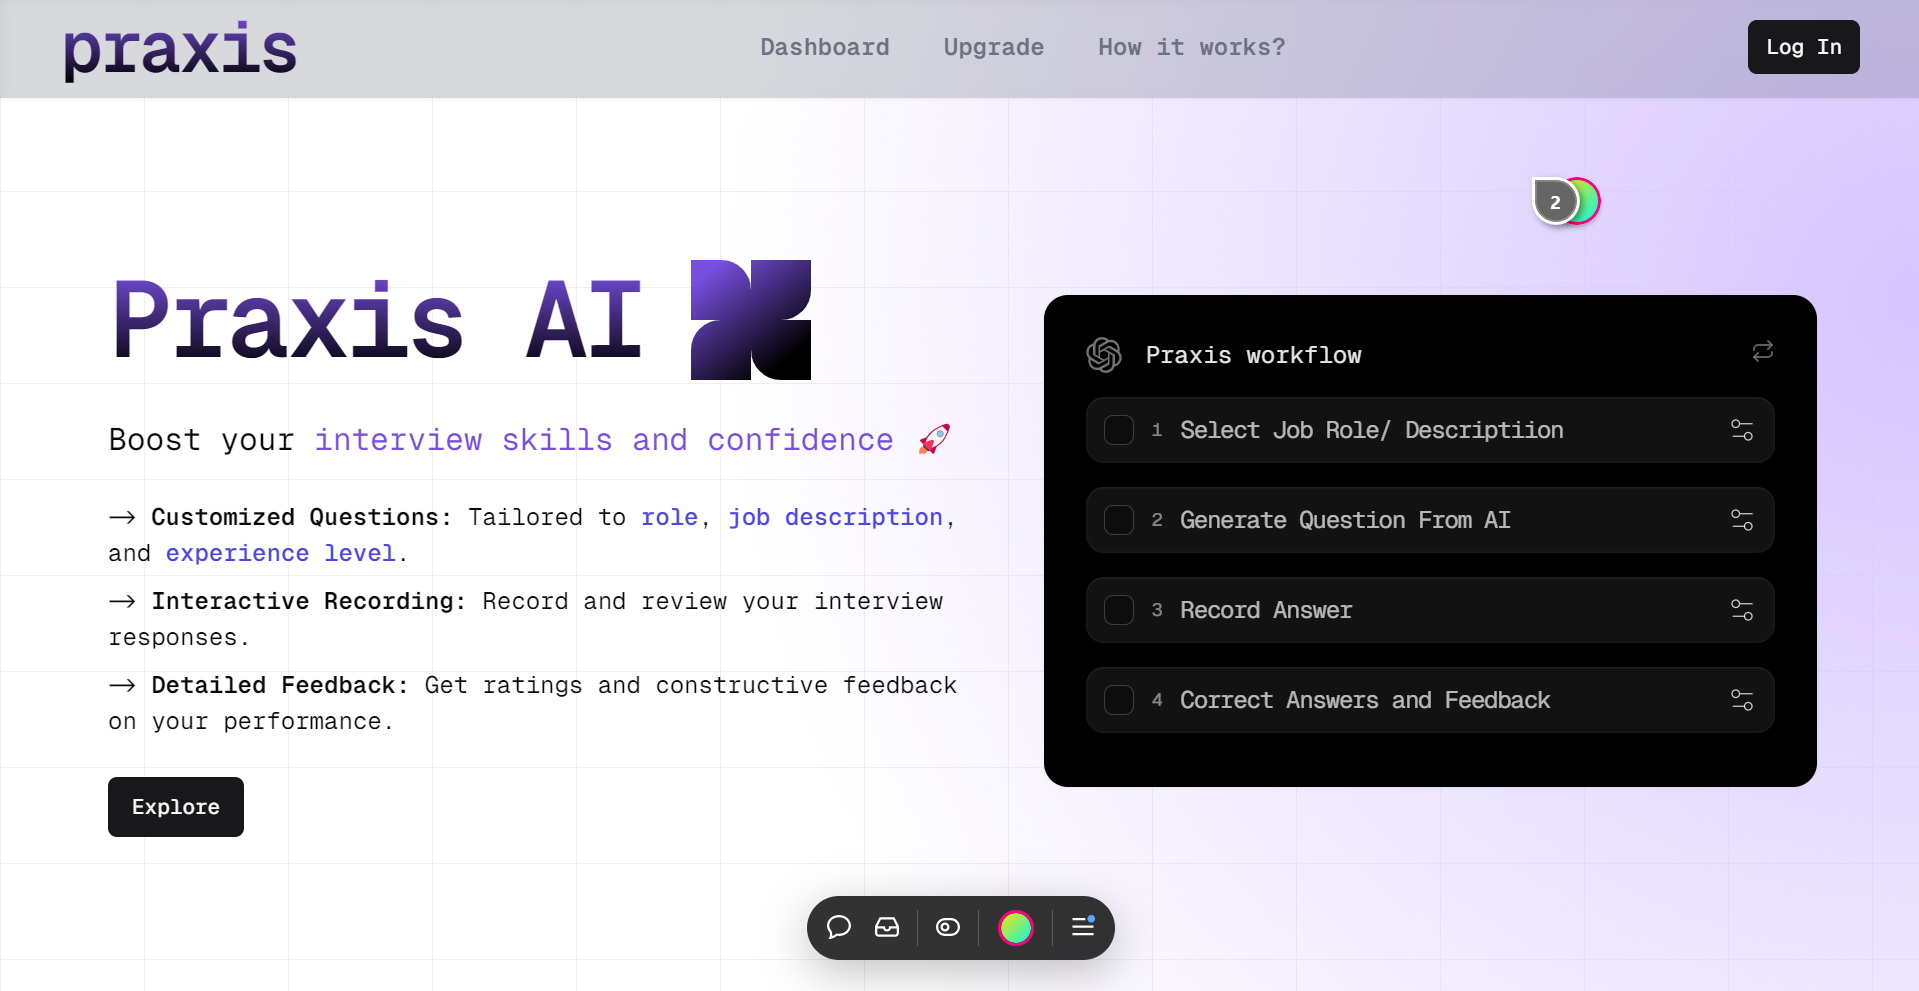 praxis
Dashboard
Upgrade
How it works?
Log In
2
Praxis AI
Boost your interview skills and confidence 🚀
→ Customized Questions: Tailored to role, job description,
and experience level.
→ Interactive Recording: Record and review your interview
responses.
→ Detailed Feedback: Get ratings and constructive feedback
on your performance.
Explore
Praxis workflow
1 Select Job Role/ Descriptiion
2 Generate Question From AI
3 Record Answer
4 Correct Answers and Feedback